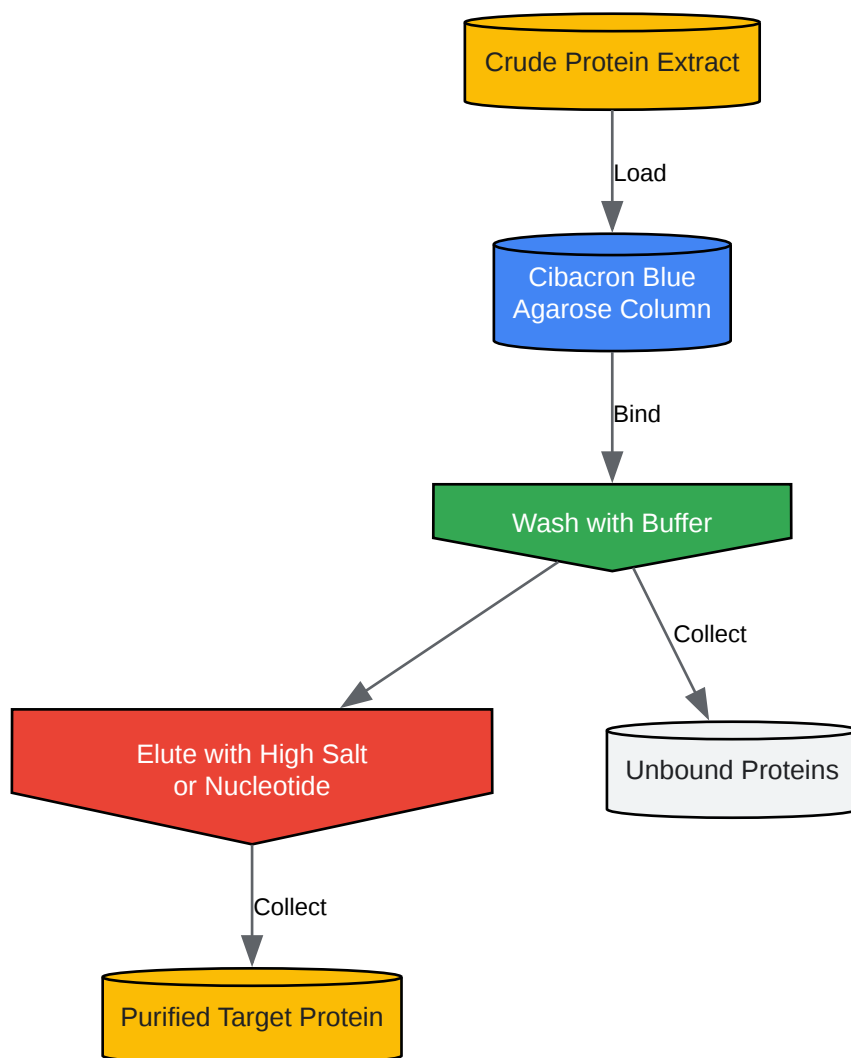 Crude Protein Extract
Load
Cibacron Blue
Agarose Column
Bind
Wash with Buffer
Collect
Elute with High Salt
or Nucleotide
Unbound Proteins
Collect
Purified Target Protein